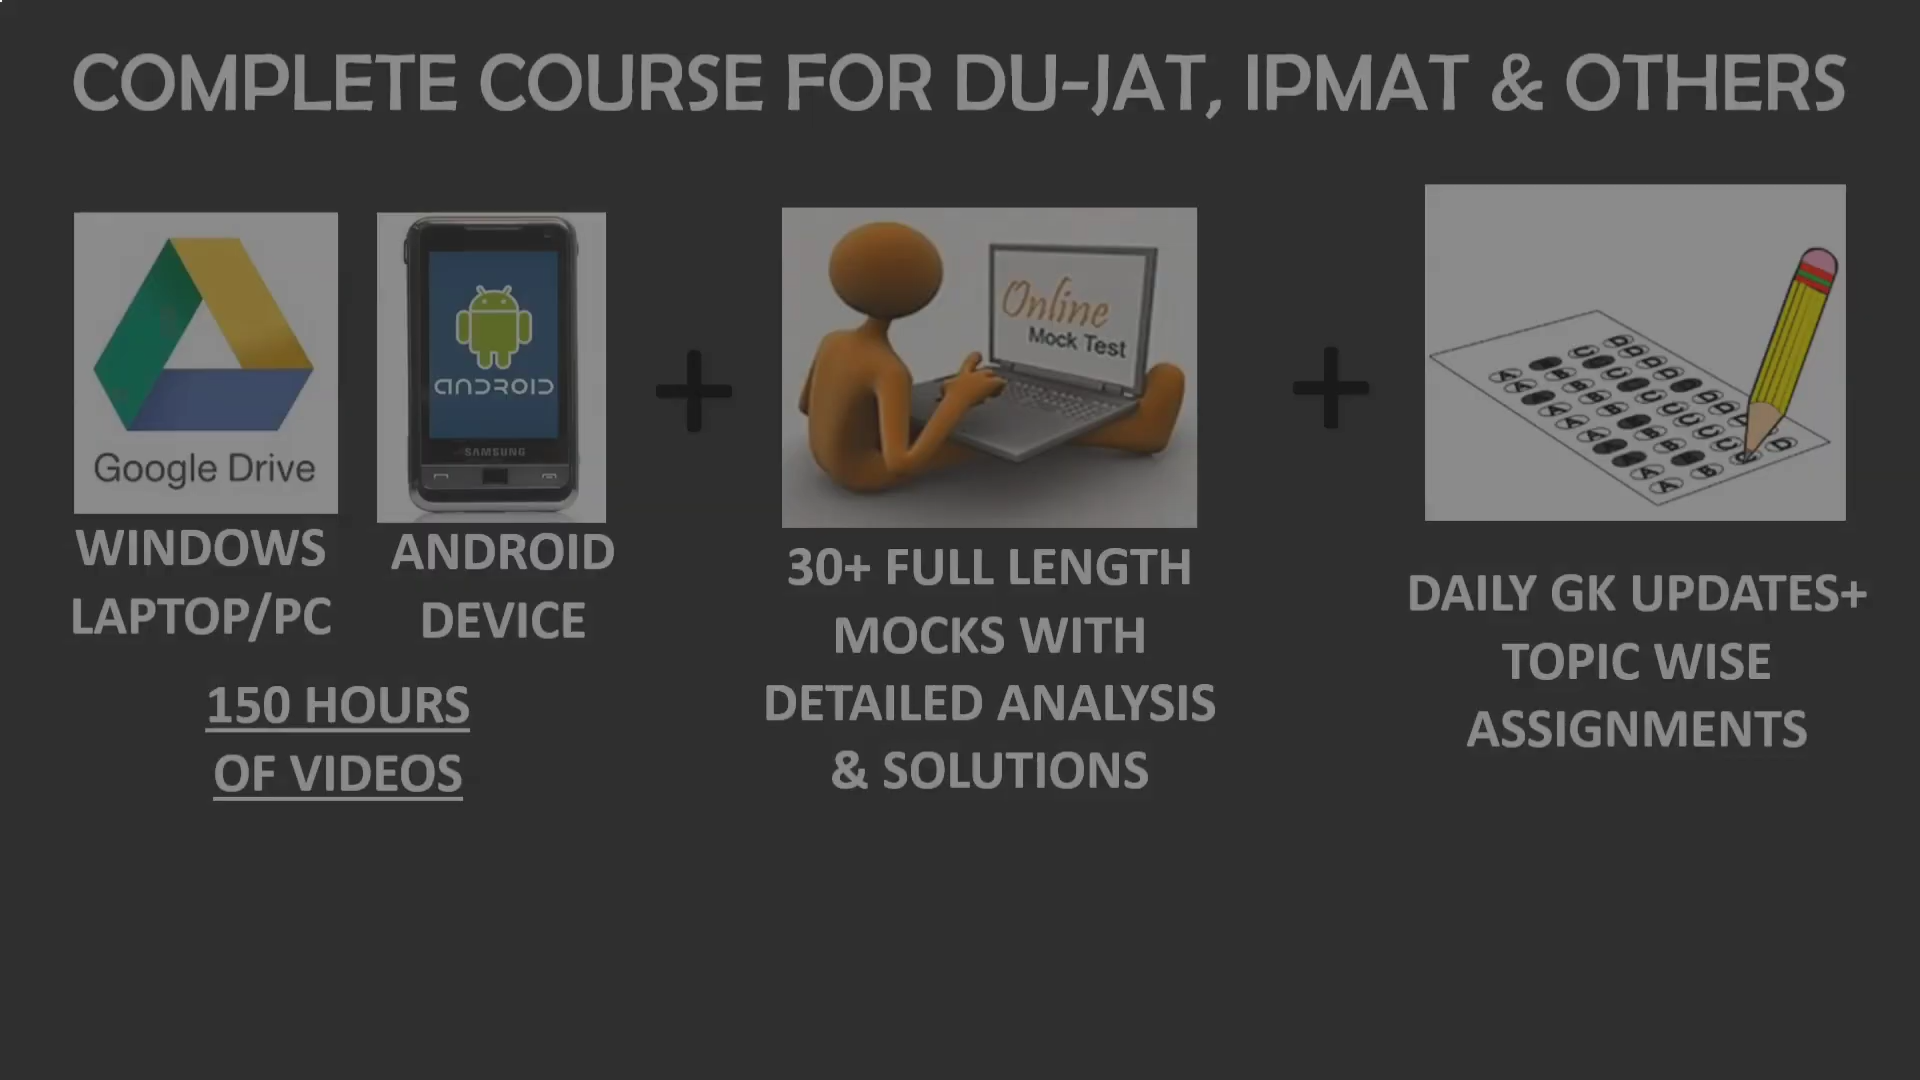 COMPLETE COURSE FOR DU-JAT, IPMAT & OTHERS
Google Drive
WINDOWS
LAPTOP/PC
ANDROID
SAMSUNG
ANDROID
DEVICE
150 HOURS
OF VIDEOS
+
Online
Mock Test
30+ FULL LENGTH
MOCKS WITH
DETAILED ANALYSIS
& SOLUTIONS
+
DAILY GK UPDATES+
TOPIC WISE
ASSIGNMENTS